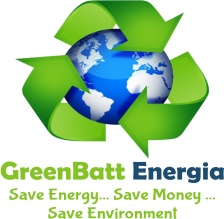 GreenBatt Energia
Save Energy... Save Money ...
Save Environment